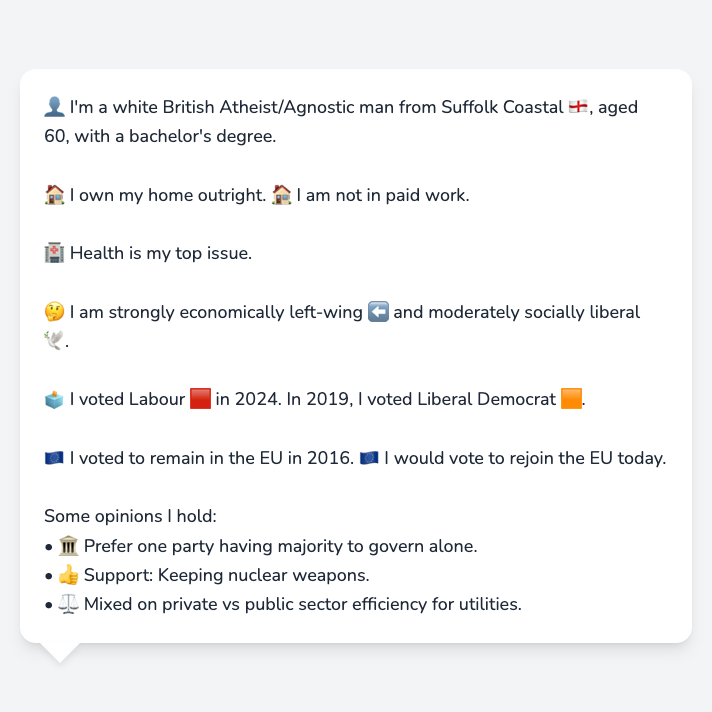 👤 I'm a white British Atheist/Agnostic man from Suffolk Coastal 🏴󠁧󠁢󠁥󠁮󠁧󠁿, aged
60, with a bachelor's degree.
🏠 I own my home outright. 🏠 I am not in paid work.
🏥 Health is my top issue.
🤔 I am strongly economically left-wing ⬅️ and moderately socially liberal
🕊️.
🗳️ I voted Labour 🟥 in 2024. In 2019, I voted Liberal Democrat 🟧.
🇪🇺 I voted to remain in the EU in 2016. 🇪🇺 I would vote to rejoin the EU today.
Some opinions I hold:
• 🏛️ Prefer one party having majority to govern alone.
• 👍 Support: Keeping nuclear weapons.
• ⚖️ Mixed on private vs public sector efficiency for utilities.